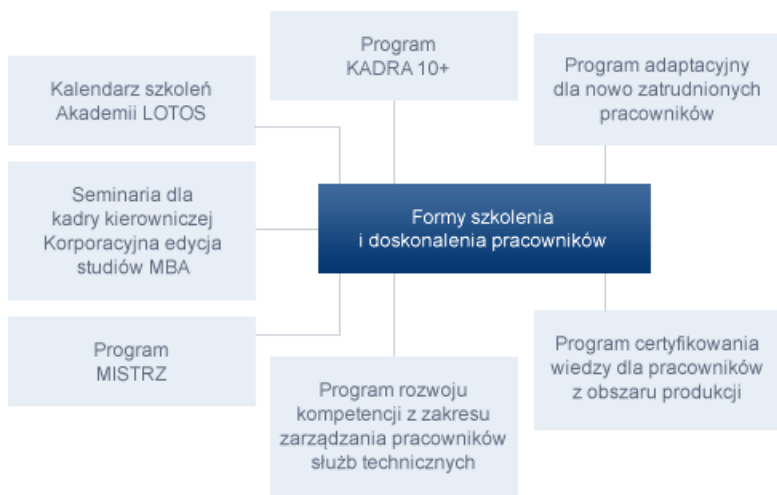 Program
KADRA 10+
Program adaptacyjny
dla nowo zatrudnionych
pracowników
Kalendarz szkoleń
Akademii LOTOS
Seminaria dla
kadry kierowniczej
Korporacyjna edycja
studiów MBA
Formy szkolenia
i doskonalenia pracowników
Program
MISTRZ
Program rozwoju
kompetencji z zakresu
zarządzania pracowników
służb technicznych
Program certyfikowania
wiedzy dla pracowników
z obszaru produkcji